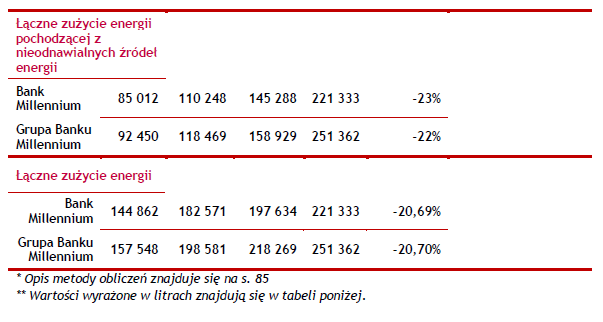 Łączne zużycie energii
pochodzącej z
nieodnawialnych źródeł
energii
Bank
Millennium 85 012 110 248 145 288 221 333 -23%
Grupa Banku
Millennium 92 450 118 469 158 929 251 362 -22%
Łączne zużycie energii
Bank
Millennium 144 862 182 571 197 634 221 333 -20,69%
Grupa Banku
Millennium 157 548 198 581 218 269 251 362 -20,70%
* Opis metody obliczeń znajduje się na s. 85
** Wartości wyrażone w litrach znajdują się w tabeli poniżej.